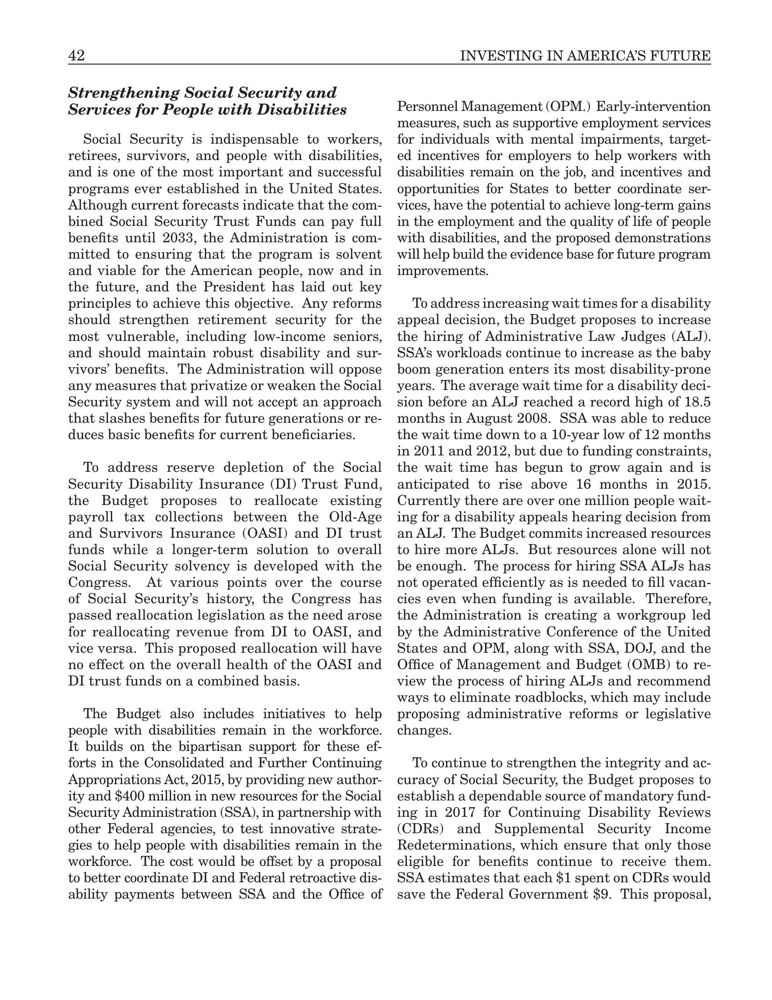 42 INVESTING IN AMERICA'S FUTURE
Strengthening Social Security and
Services for People with Disabilities
Social Security is indispensable to workers,
retirees, survivors, and people with disabilities,
and is one of the most important and successful
programs ever established in the United States.
Although current forecasts indicate that the com-
bined Social Security Trust Funds can pay full
benefits until 2033, the Administration is com-
mitted to ensuring that the program is solvent
and viable for the American people, now and in
the future, and the President has laid out key
principles to achieve this objective. Any reforms
should strengthen retirement security for the
most vulnerable, including low-income seniors,
and should maintain robust disability and sur-
vivors' benefits. The Administration will oppose
any measures that privatize or weaken the Social
Security system and will not accept an approach
that slashes benefits for future generations or re-
duces basic benefits for current beneficiaries.
To address reserve depletion of the Social
Security Disability Insurance (DI) Trust Fund,
the Budget proposes to reallocate existing
payroll tax collections between the Old-Age
and Survivors Insurance (OASI) and DI trust
funds while a longer-term solution to overall
Social Security solvency is developed with the
Congress. At various points over the course
of Social Security's history, the Congress has
passed reallocation legislation as the need arose
for reallocating revenue from DI to OASI, and
vice versa. This proposed reallocation will have
no effect on the overall health of the OASI and
DI trust funds on a combined basis.
The Budget also includes initiatives to help
people with disabilities remain in the workforce.
It builds on the bipartisan support for these ef-
forts in the Consolidated and Further Continuing
Appropriations Act, 2015, by providing new author-
ity and $400 million in new resources for the Social
Security Administration (SSA), in partnership with
other Federal agencies, to test innovative strate-
gies to help people with disabilities remain in the
workforce. The cost would be offset by a proposal
to better coordinate DI and Federal retroactive dis-
ability payments between SSA and the Office of
Personnel Management (OPM.) Early-intervention
measures, such as supportive employment services
for individuals with mental impairments, target-
ed incentives for employers to help workers with
disabilities remain on the job, and incentives and
opportunities for States to better coordinate ser-
vices, have the potential to achieve long-term gains
in the employment and the quality of life of people
with disabilities, and the proposed demonstrations
will help build the evidence base for future program
improvements.
To address increasing wait times for a disability
appeal decision, the Budget proposes to increase
the hiring of Administrative Law Judges (ALJ).
SSA's workloads continue to increase as the baby
boom generation enters its most disability-prone
years. The average wait time for a disability deci-
sion before an ALJ reached a record high of 18.5
months in August 2008. SSA was able to reduce
the wait time down to a 10-year low of 12 months
in 2011 and 2012, but due to funding constraints,
the wait time has begun to grow again and is
anticipated to rise above 16 months in 2015.
Currently there are over one million people wait-
ing for a disability appeals hearing decision from
an ALJ. The Budget commits increased resources
to hire more ALJs. But resources alone will not
be enough. The process for hiring SSA ALJs has
not operated efficiently as is needed to fill vacan-
cies even when funding is available. Therefore,
the Administration is creating a workgroup led
by the Administrative Conference of the United
States and OPM, along with SSA, DOJ, and the
Office of Management and Budget (OMB) to re-
view the process of hiring ALJs and recommend
ways to eliminate roadblocks, which may include
proposing administrative reforms or legislative
changes.
To continue to strengthen the integrity and ac-
curacy of Social Security, the Budget proposes to
establish a dependable source of mandatory fund-
ing in 2017 for Continuing Disability Reviews
(CDRs) and Supplemental Security Income
Redeterminations, which ensure that only those
eligible for benefits continue to receive them.
SSA estimates that each $1 spent on CDRs would
save the Federal Government $9. This proposal,